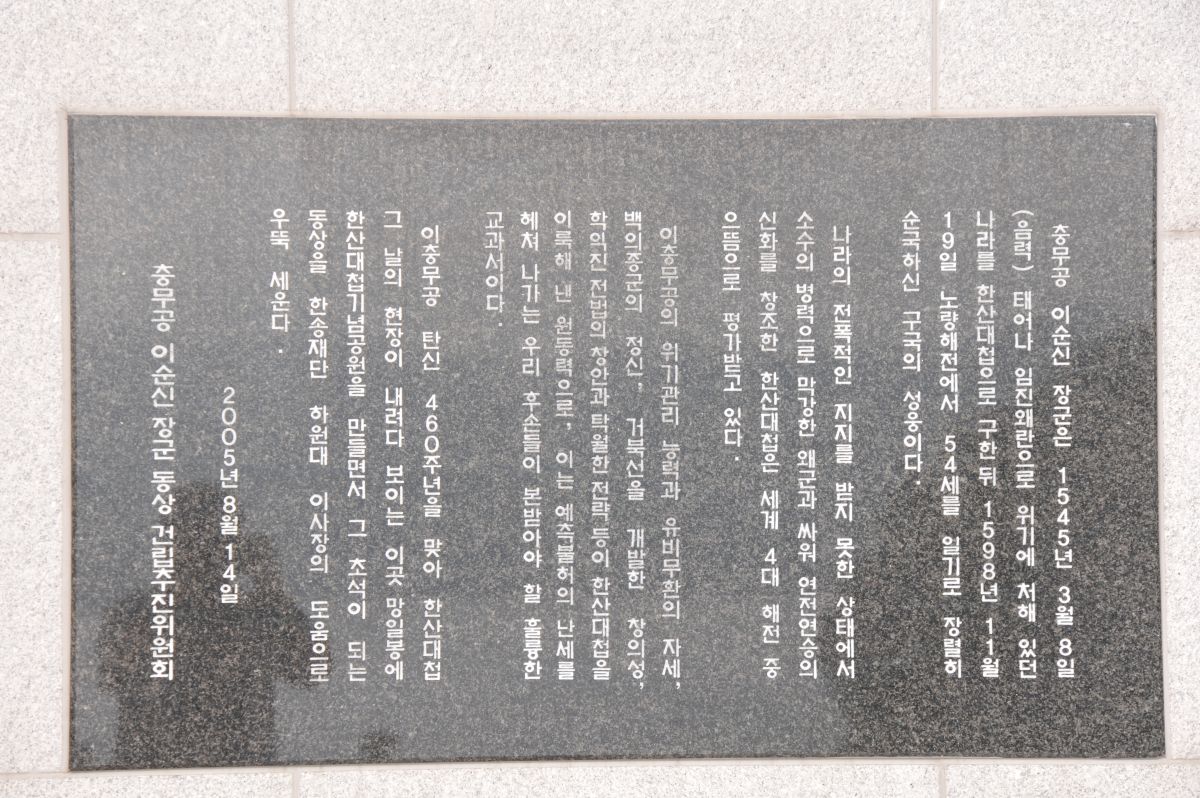 충무공 이순신 장군은 1545년 3월 8일
(음력) 태어나 임진왜란으로 위기에 처해 있던
나라를 한산대첩으로 구한뒤 1598년 11월
19일 노량해전에서 54세를 일기로 장렬히
순국하신 구국의 성웅이다.
나라의 전폭적인 지지를 받지 못한 상태에서
소수의 병력으로 막강한 왜군과 싸워 연전연승의
신화를 창조한 한산대첩은 세계 4대 해전 중
으뜸으로 평가받고 있다.
이충무공의 위기관리 능력과 유비무환의 자세,
백의종군의 정신, 거북선을 개발한 창의성,
학익진 전법의 창안과 탁월한 전략 등이 한산대첩을
이룩해 낸 원동력으로, 이는 예측불허의 난세를
헤쳐 나가는 우리 후손들이 본받아야 할 훌륭한
교과서이다.
이충무공 탄신 460주년을 맞아 한산대첩
그 날의 현장이 내려다 보이는 이곳 망일봉에
한산대첩기념공원을 만들면서 그 초석이 되는
동상을 한송재단 하원대 이사장의 도움으로
우뚝 세운다.
2005년 8월 14일
충무공 이순신 장군 동상 건립추진위원회